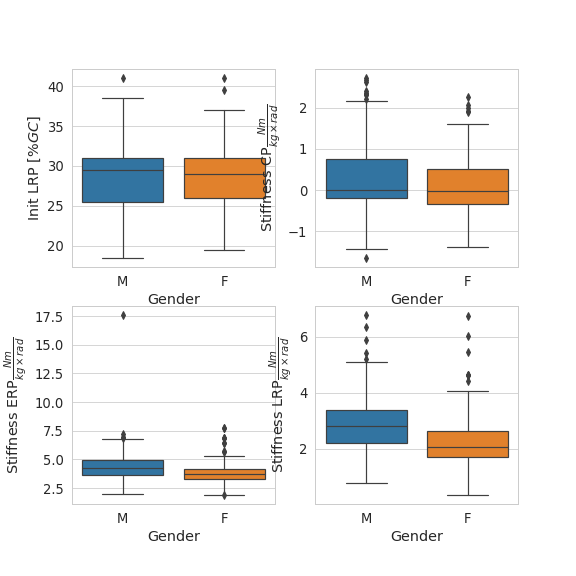 Init LRP [%GC]
40
35
30
25
20
M F
Gender
Stiffness CP Nm/kg×rad
2
1
0
−1
M F
Gender
Stiffness ERP Nm/kg×rad
17.5
15.0
12.5
10.0
7.5
5.0
2.5
M F
Gender
Stiffness LRP Nm/kg×rad
6
4
2
M F
Gender